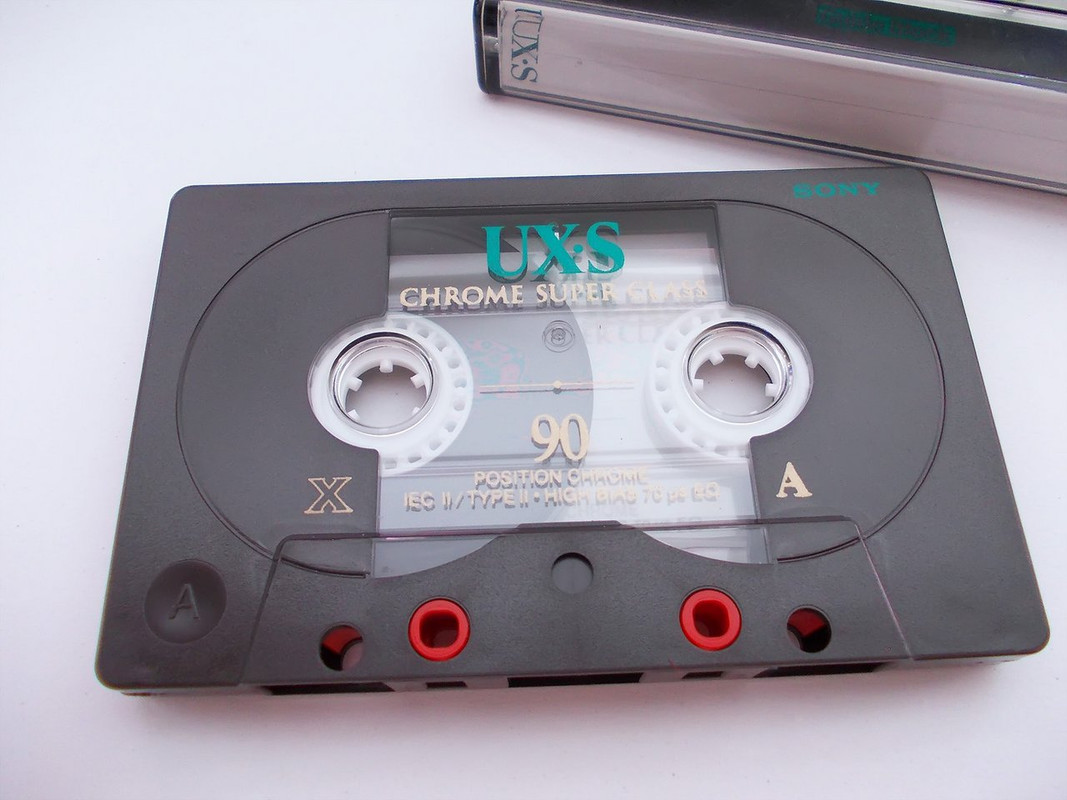 UX·S
SONY
UX·S
CHROME SUPER CLASS
90
POSITION CHROME
IEC II / TYPE II • HIGH BIAS 70 µs EQ
X
A
A